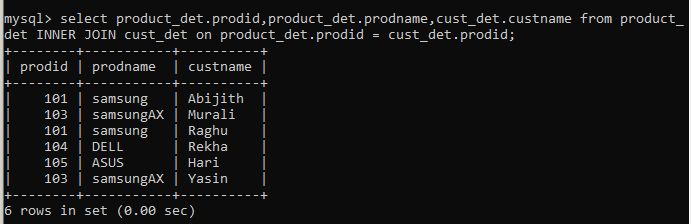 mysql> select product_det.prodid,product_det.prodname,cust_det.custname from product_
det INNER JOIN cust_det on product_det.prodid = cust_det.prodid;
+--------+-----------+----------+
| prodid | prodname  | custname |
+--------+-----------+----------+
|    101 | samsung   | Abijith  |
|    103 | samsungAX | Murali   |
|    101 | samsung   | Raghu    |
|    104 | DELL      | Rekha    |
|    105 | ASUS      | Hari     |
|    103 | samsungAX | Yasin    |
+--------+-----------+----------+
6 rows in set (0.00 sec)